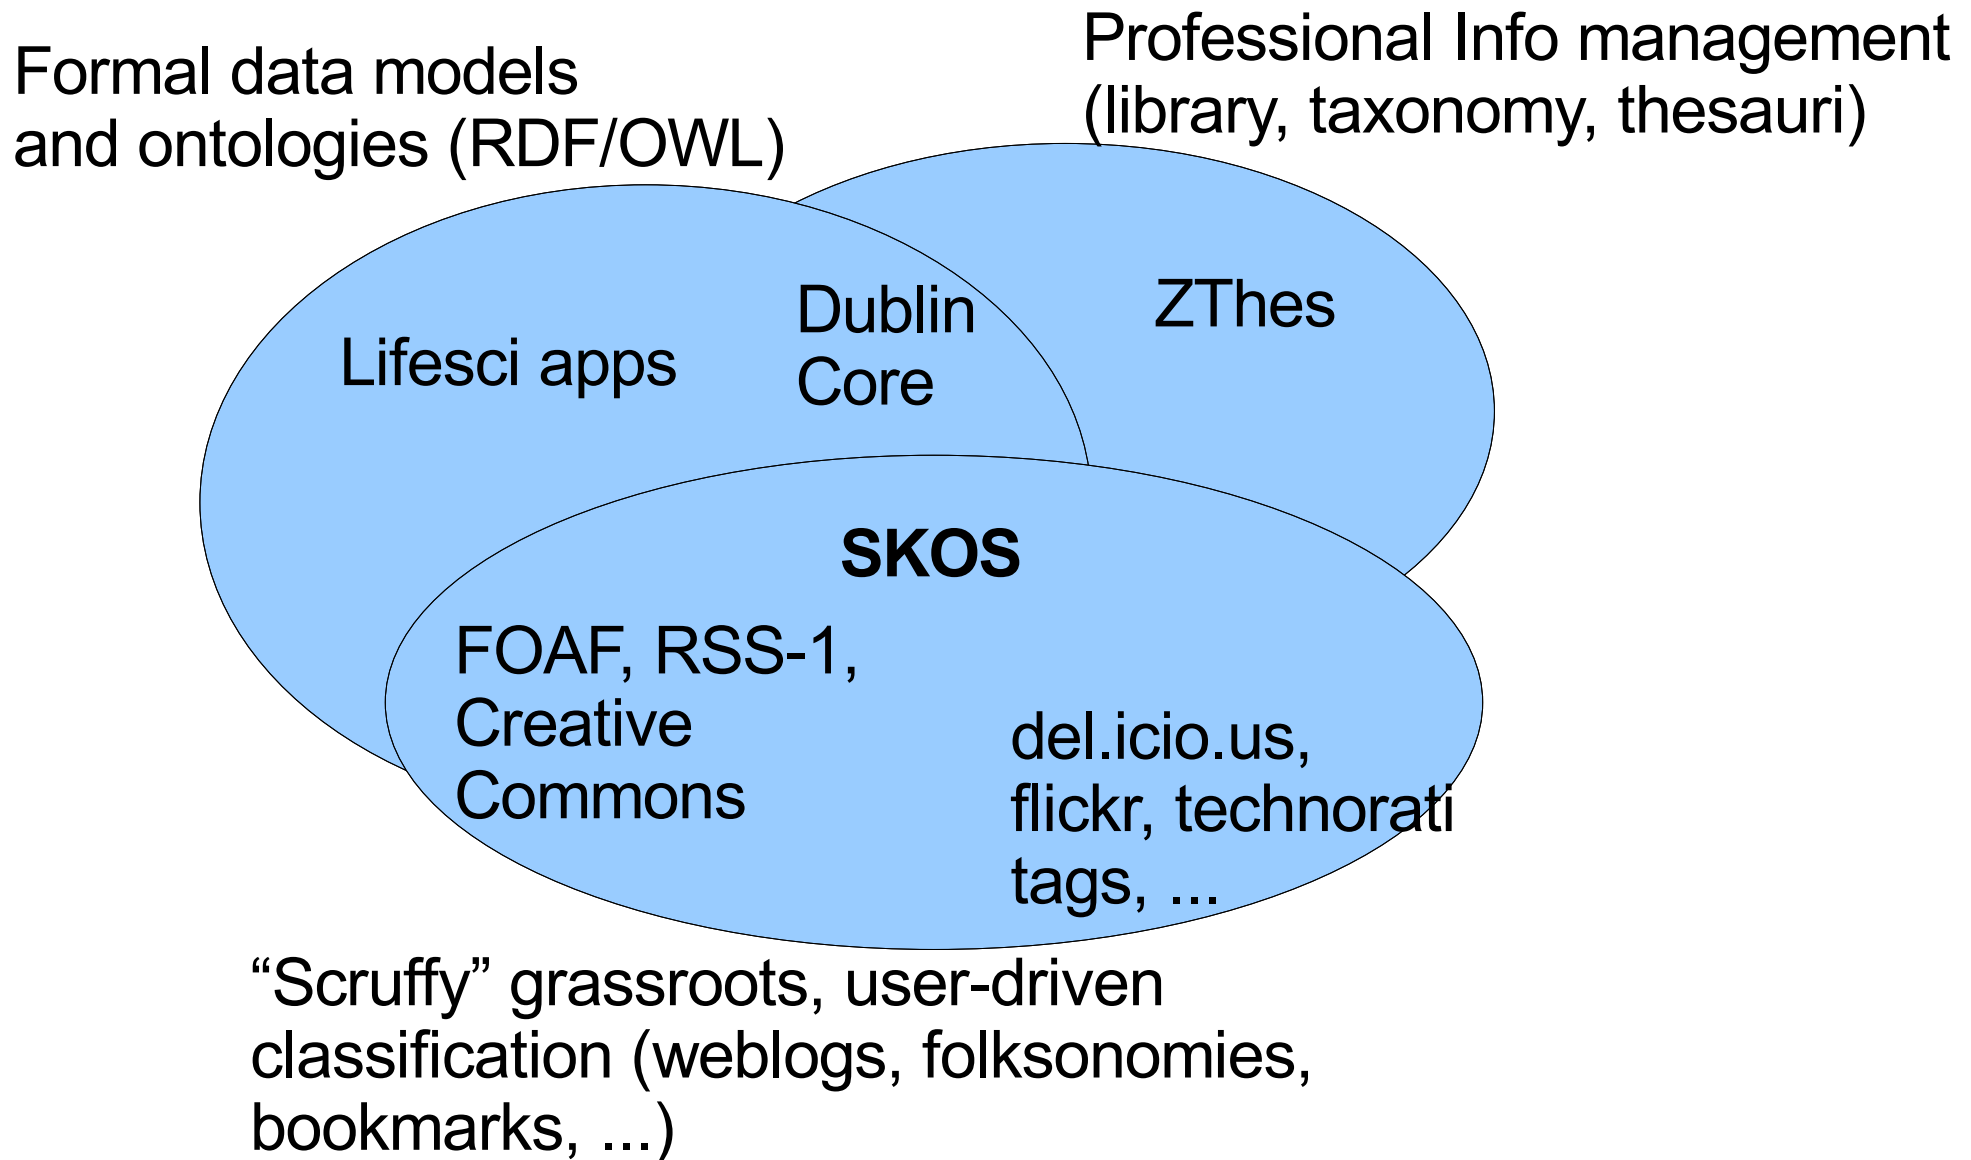 Formal data models
and ontologies (RDF/OWL)
Professional Info management
(library, taxonomy, thesauri)
Lifesci apps
Dublin
Core
ZThes
SKOS
FOAF, RSS-1,
Creative
Commons
del.icio.us,
flickr, technorati
tags, ...
“Scruffy” grassroots, user-driven
classification (weblogs, folksonomies,
bookmarks, ...)